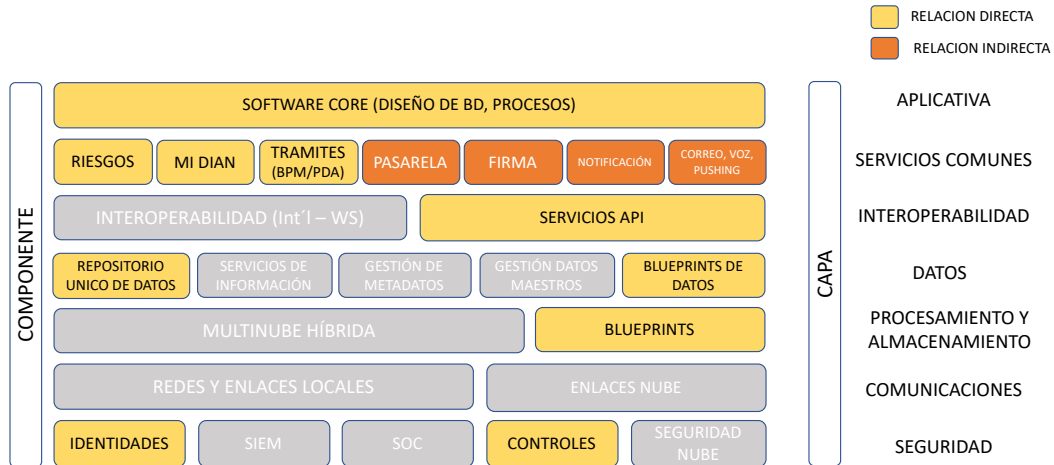 RELACION DIRECTA
RELACION INDIRECTA
COMPONENTE
CAPA
SOFTWARE CORE (DISEÑO DE BD, PROCESOS)
APLICATIVA
RIESGOS
MI DIAN
TRAMITES
(BPM/PDA)
PASARELA
FIRMA
NOTIFICACIÓN
CORREO, VOZ,
PUSHING
SERVICIOS COMUNES
INTEROPERABILIDAD (Int´l – WS)
SERVICIOS API
INTEROPERABILIDAD
REPOSITORIO
UNICO DE DATOS
SERVICIOS DE
INFORMACIÓN
GESTIÓN DE
METADATOS
GESTIÓN DATOS
MAESTROS
BLUEPRINTS DE
DATOS
DATOS
MULTINUBE HÍBRIDA
BLUEPRINTS
PROCESAMIENTO Y
ALMACENAMIENTO
REDES Y ENLACES LOCALES
ENLACES NUBE
COMUNICACIONES
IDENTIDADES
SIEM
SOC
CONTROLES
SEGURIDAD
NUBE
SEGURIDAD